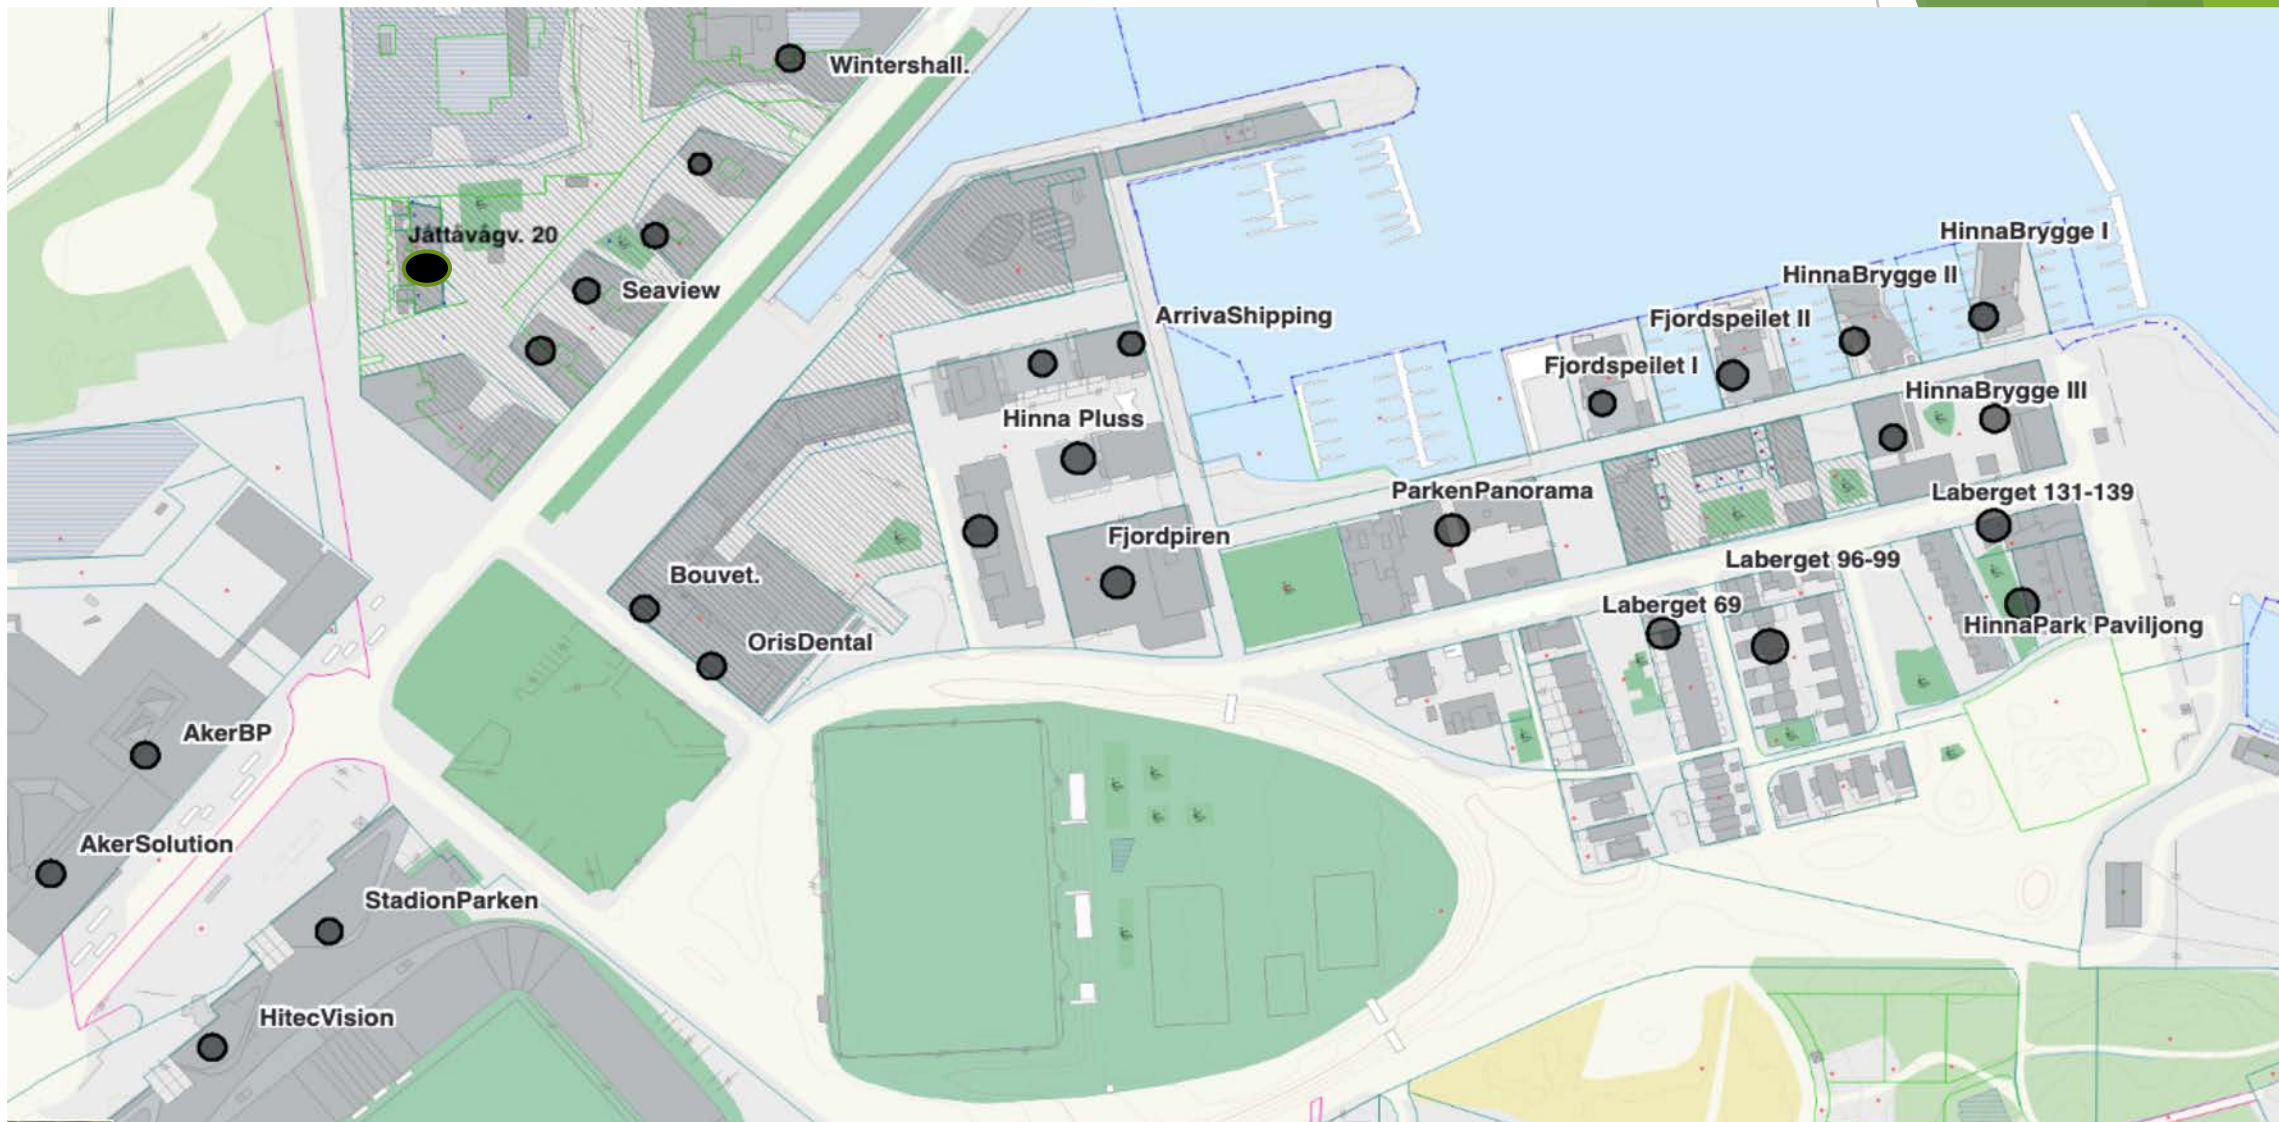 Wintershall.
Jåttåvågv. 20
Seaview
HinnaBrygge I
HinnaBrygge II
ArrivaShipping
Fjordspeilet II
Fjordspeilet I
HinnaBrygge III
Hinna Pluss
ParkenPanorama
Laberget 131-139
Fjordpiren
Laberget 96-99
Bouvet.
Laberget 69
HinnaPark Paviljong
OrisDental
AkerBP
AkerSolution
StadionParken
HitecVision